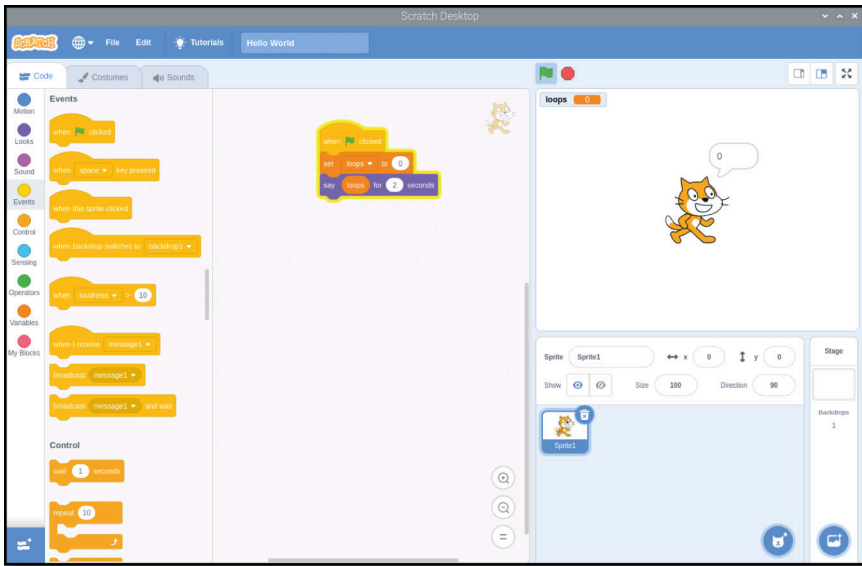 Scratch Desktop
SCRATCH File Edit Tutorials Hello World
Code Costumes Sounds
Motion
Looks
Sound
Events
Control
Sensing
Operators
Variables
My Blocks
Events
when clicked
when space key pressed
when this sprite clicked
when backdrop switches to backdrop1
when loudness > 10
when I receive message1
broadcast message1
broadcast message1 and wait
Control
wait 1 seconds
repeat 10
when clicked
set loops to 0
say loops for 2 seconds
loops 0
0
Sprite Sprite1 x 0 y 0
Show Size 100 Direction 90
Sprite1
Stage
Backdrops
1